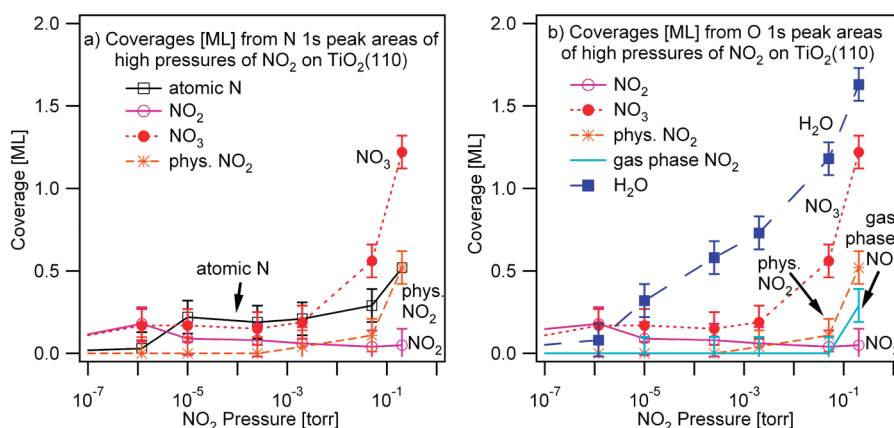 a) Coverages [ML] from N 1s peak areas of
high pressures of NO2 on TiO2(110)
atomic N
NO2
NO3
phys. NO2
NO3
atomic N
phys.
NO2
NO2
2.0
1.5
1.0
0.5
0.0
Coverage [ML]
10-7
10-5
10-3
10-1
NO2 Pressure [torr]
b) Coverages [ML] from O 1s peak areas
of high pressures of NO2 on TiO2(110)
NO2
NO3
phys. NO2
gas phase NO2
H2O
H2O
NO3
gas
phase
NO
phys.
NO2
NO
2.0
1.5
1.0
0.5
0.0
Coverage [ML]
10-7
10-5
10-3
10-1
NO2 Pressure [torr]